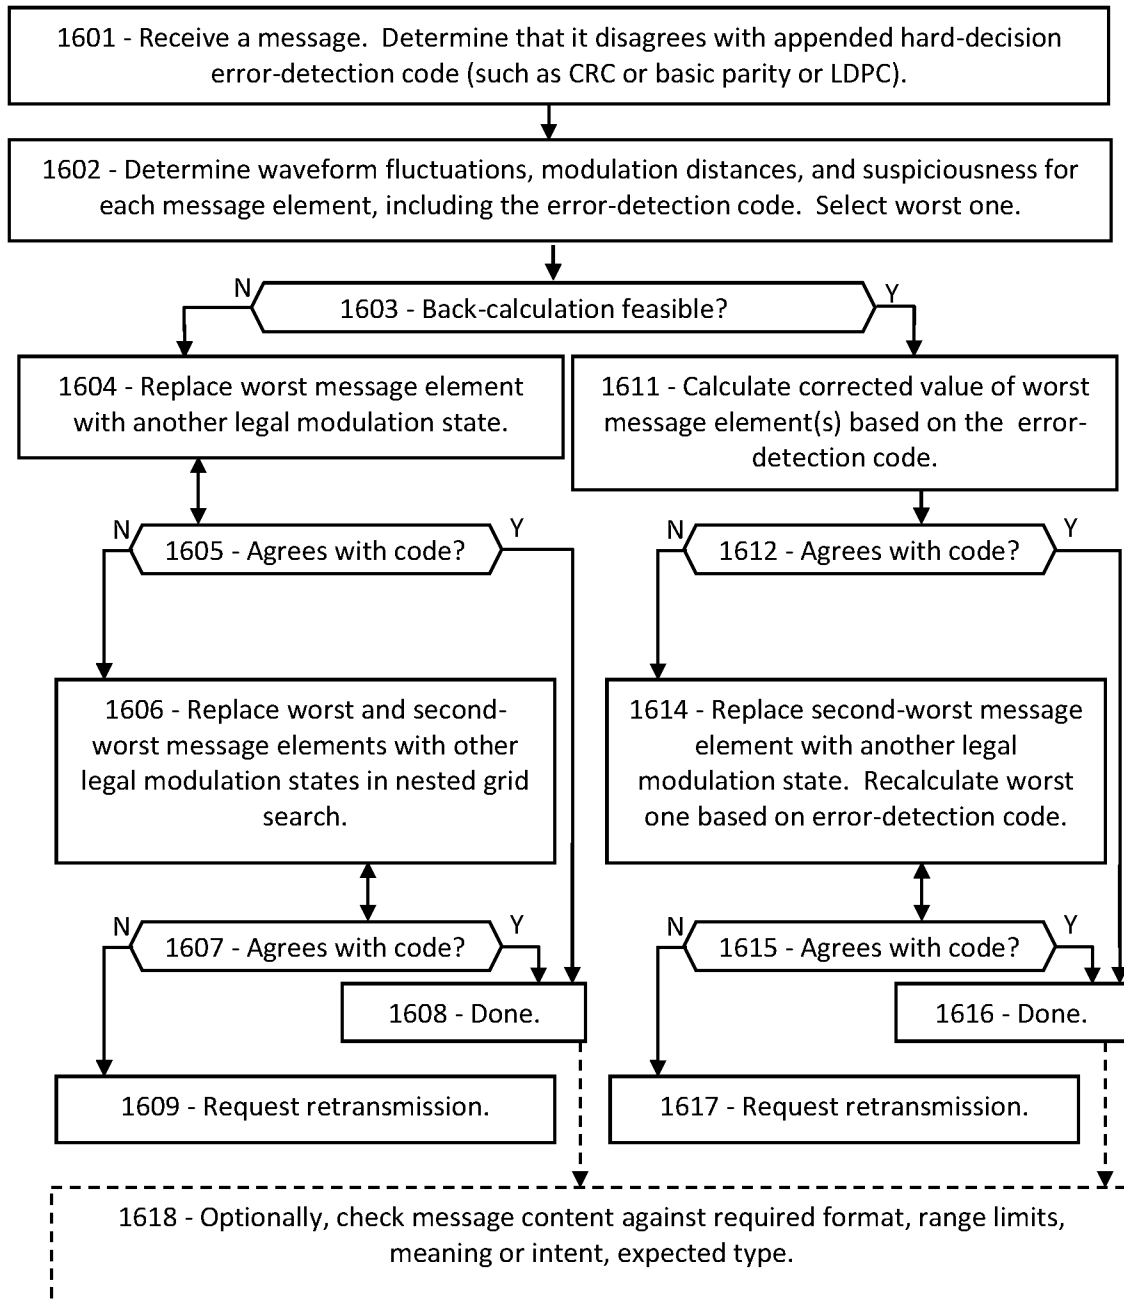 1601 - Receive a message.  Determine that it disagrees with appended hard-decision
error-detection code (such as CRC or basic parity or LDPC).
1602 - Determine waveform fluctuations, modulation distances, and suspiciousness for
each message element, including the error-detection code.  Select worst one.
N
Y
1603 - Back-calculation feasible?
1604 - Replace worst message element
with another legal modulation state.
1611 - Calculate corrected value of worst
message element(s) based on the  error-
detection code.
N
Y
1605 - Agrees with code?
N
Y
1612 - Agrees with code?
1606 - Replace worst and second-
worst message elements with other
legal modulation states in nested grid
search.
1614 - Replace second-worst message
element with another legal
modulation state.  Recalculate worst
one based on error-detection code.
N
Y
1607 - Agrees with code?
N
Y
1615 - Agrees with code?
1608 - Done.
1616 - Done.
1609 - Request retransmission.
1617 - Request retransmission.
1618 - Optionally, check message content against required format, range limits,
meaning or intent, expected type.